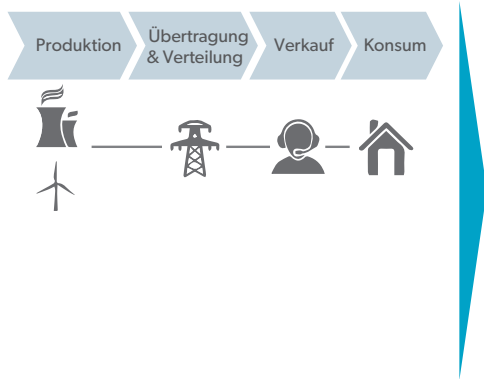 Produktion
Übertragung
& Verteilung
Verkauf
Konsum